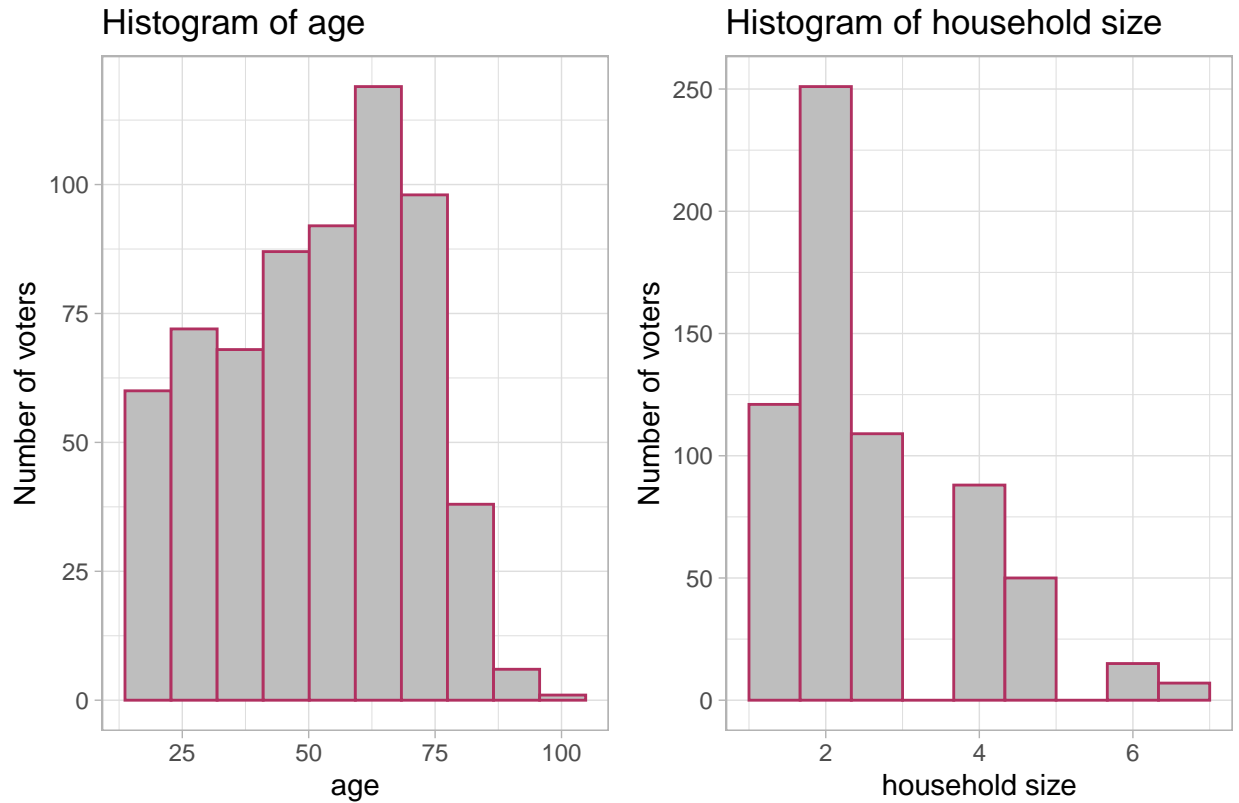 Histogram of age
Number of voters
100
75
50
25
0
25 50 75 100
age
Histogram of household size
Number of voters
250
200
150
100
50
0
2 4 6
household size